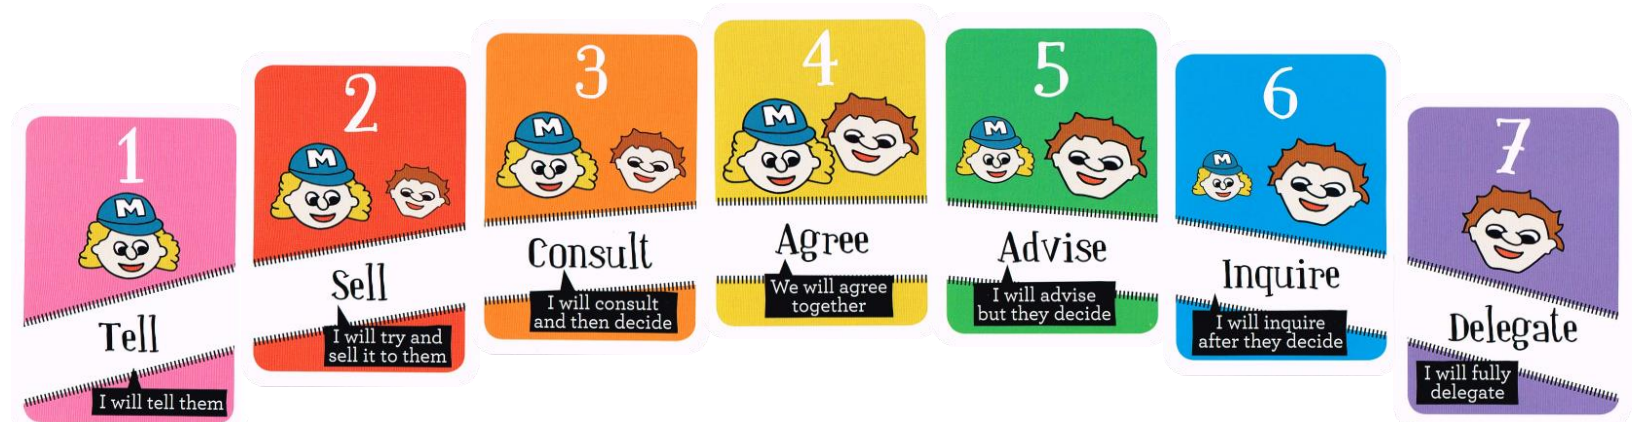 1
M
Tell
I will tell them
2
M
Sell
I will try and
sell it to them
3
M
Consult
I will consult
and then decide
4
M
Agree
We will agree
together
5
M
Advise
I will advise
but they decide
6
M
Inquire
I will inquire
after they decide
7
Delegate
I will fully
delegate